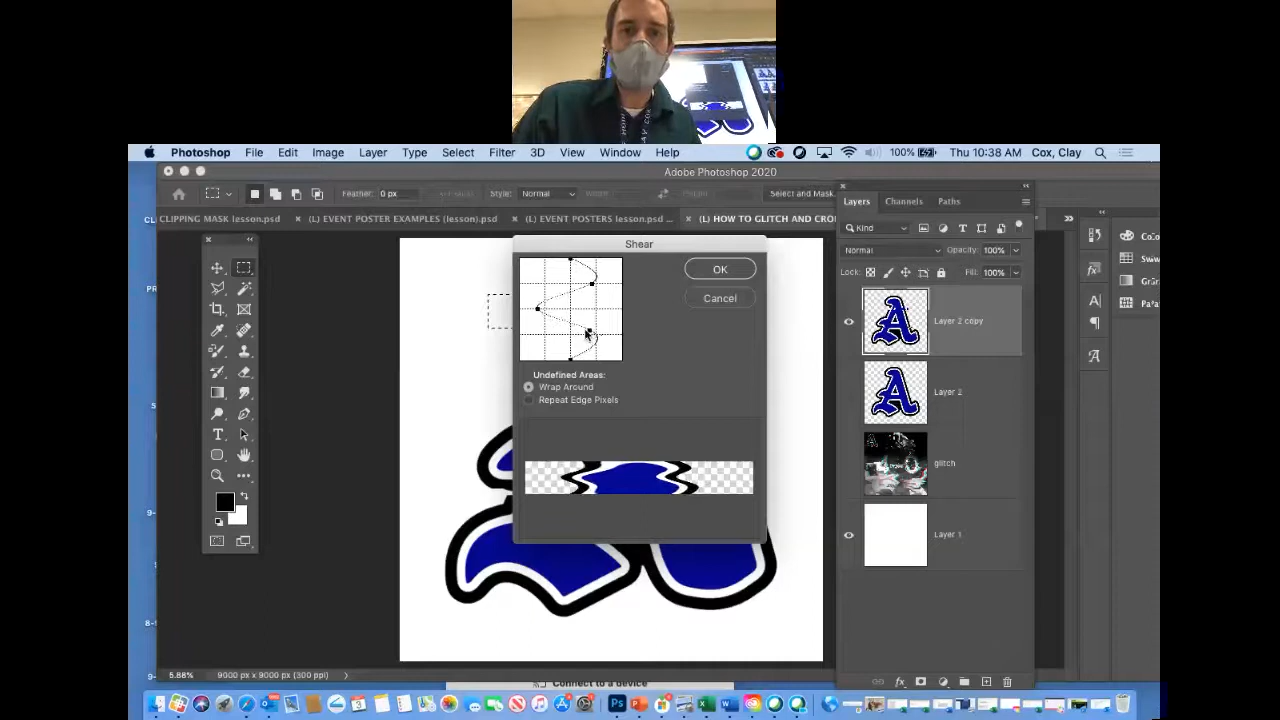 Photoshop File Edit Image Layer Type Select Filter 3D View Window Help 100% Thu 10:38 AM Cox, Clay
Adobe Photoshop 2020
Feather: 0 px Style: Normal Select and Mask
CLIPPING MASK lesson.psd (L) EVENT POSTER EXAMPLES (lesson).psd (L) EVENT POSTERS lesson.psd ... (L) HOW TO GLITCH AND CRO
Layers Channels Paths
Kind
Normal Opacity: 100%
Lock: Fill: 100%
Shear
OK
Cancel
Undefined Areas:
Wrap Around
Repeat Edge Pixels
Layer 2 copy
Layer 2
glitch
Layer 1
A
5.88% 9000 px x 9000 px (300 ppi)
Connect to a device